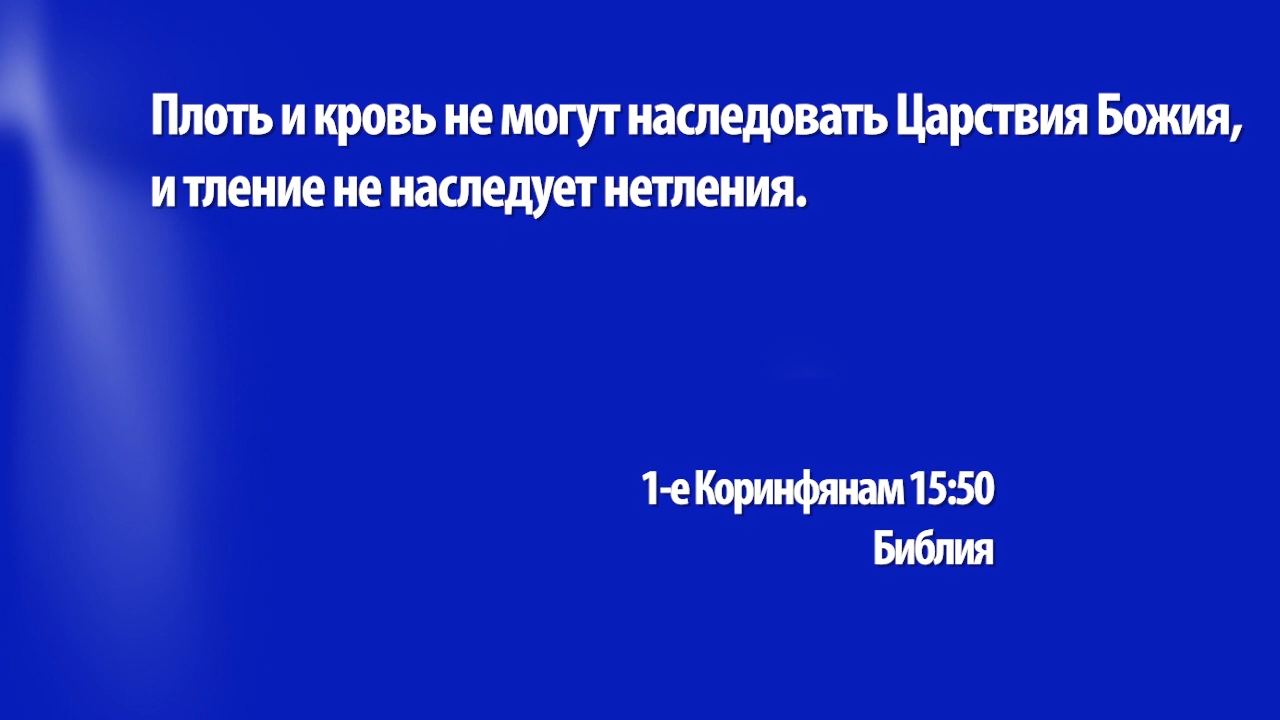 Плоть и кровь не могут наследовать Царствия Божия,
и тление не наследует нетления.
1-е Коринфянам 15:50
Библия